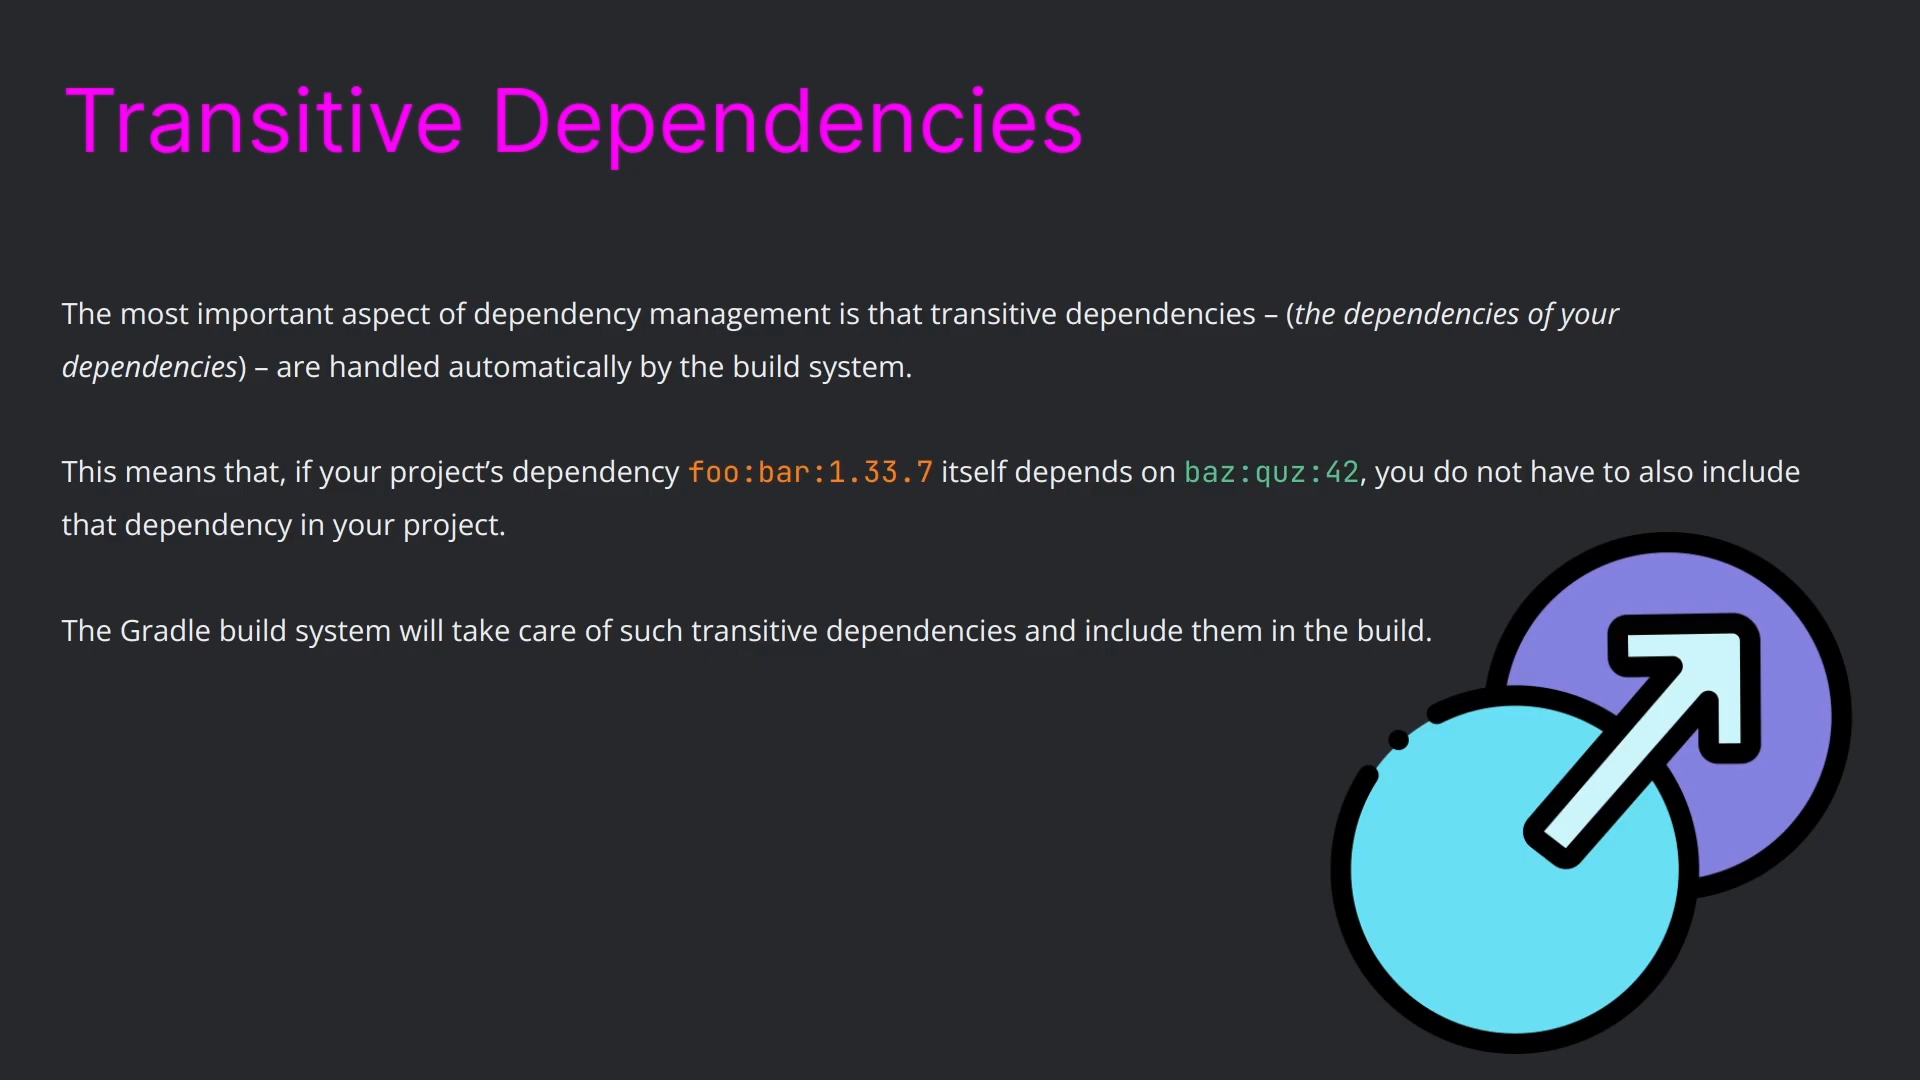 Transitive Dependencies
The most important aspect of dependency management is that transitive dependencies – (the dependencies of your
dependencies) – are handled automatically by the build system.
This means that, if your project’s dependency foo:bar:1.33.7 itself depends on baz:quz:42, you do not have to also include
that dependency in your project.
The Gradle build system will take care of such transitive dependencies and include them in the build.